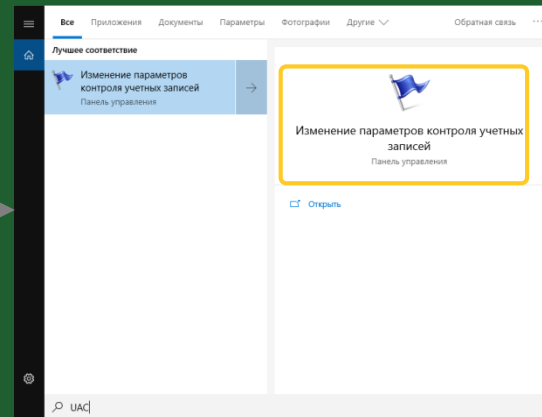 Все Приложения Документы Параметры Фотографии Другие Обратная связь ...
Лучшее соответствие
Изменение параметров
контроля учетных записей
Панель управления
Изменение параметров контроля учетных
записей
Панель управления
Открыть
UAC